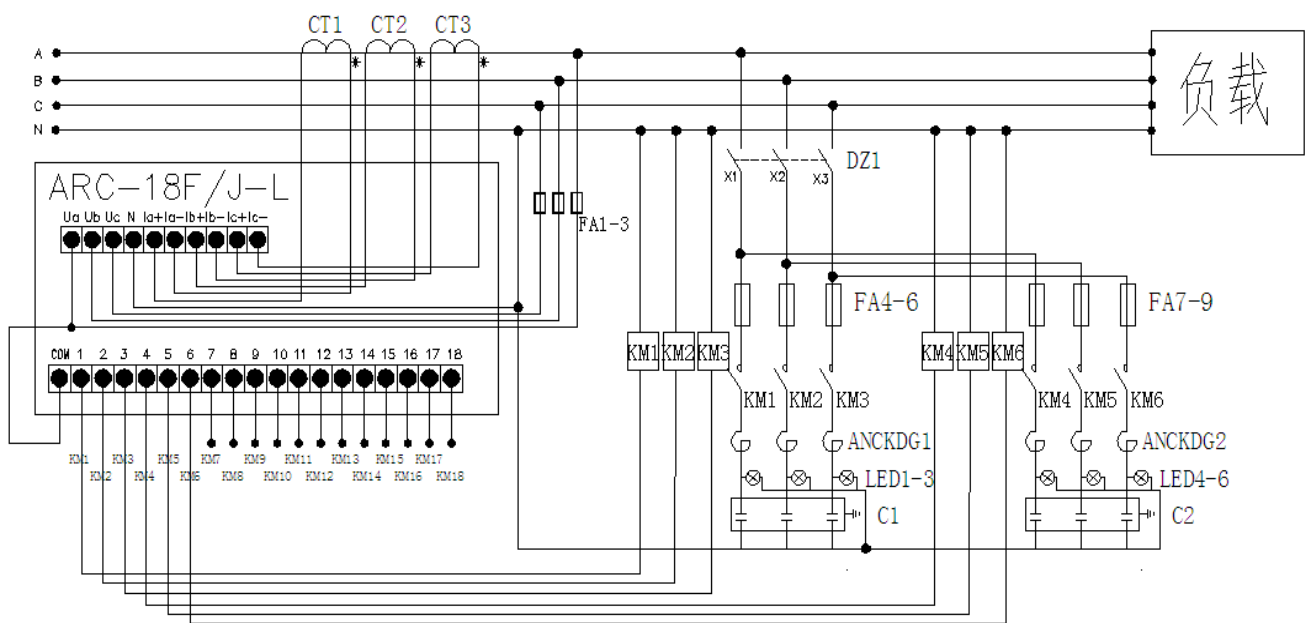 CT1 CT2 CT3
A
B
C
N
负载
DZ1
X1 X2 X3
ARC-18F/J-L
Ua Ub Uc N Ia+ Ia- Ib+ Ib- Ic+ Ic-
FA1-3
FA4-6
FA7-9
KM1 KM2 KM3
KM4 KM5 KM6
COM 1 2 3 4 5 6 7 8 9 10 11 12 13 14 15 16 17 18
KM1 KM2 KM3
KM4 KM5 KM6
ANCKDG1
ANCKDG2
KM1 KM3 KM5 KM7 KM9 KM11 KM13 KM15 KM17
KM2 KM4 KM6 KM8 KM10 KM12 KM14 KM16 KM18
LED1-3
LED4-6
C1
C2